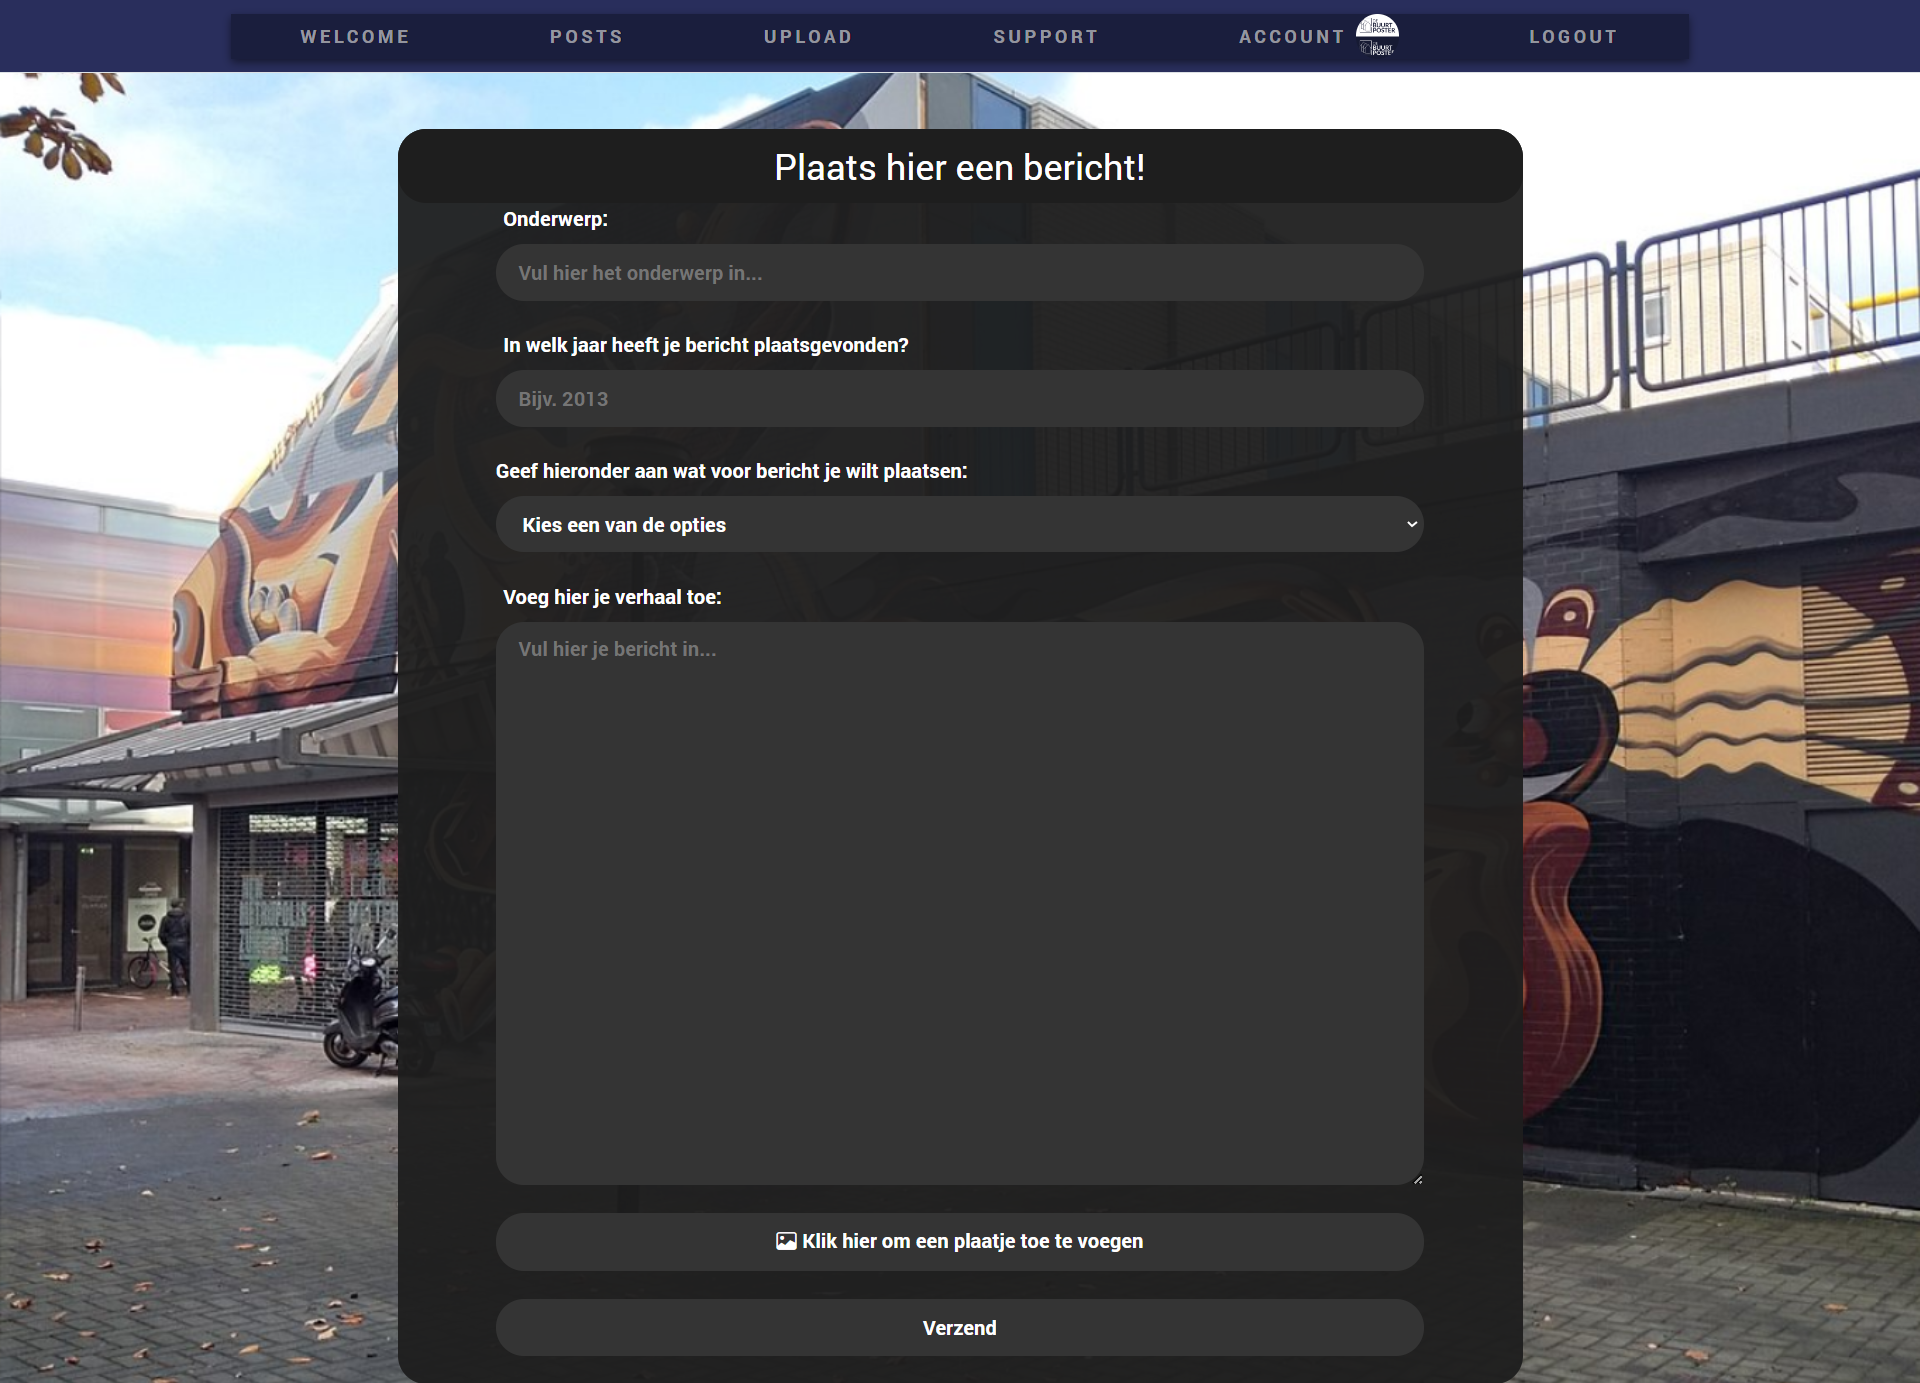 WELCOME
POSTS
UPLOAD
SUPPORT
ACCOUNT
DE BUURT POSTER
LOGOUT
Plaats hier een bericht!
Onderwerp:
Vul hier het onderwerp in...
In welk jaar heeft je bericht plaatsgevonden?
Bijv. 2013
Geef hieronder aan wat voor bericht je wilt plaatsen:
Kies een van de opties
Voeg hier je verhaal toe:
Vul hier je bericht in...
Klik hier om een plaatje toe te voegen
Verzend